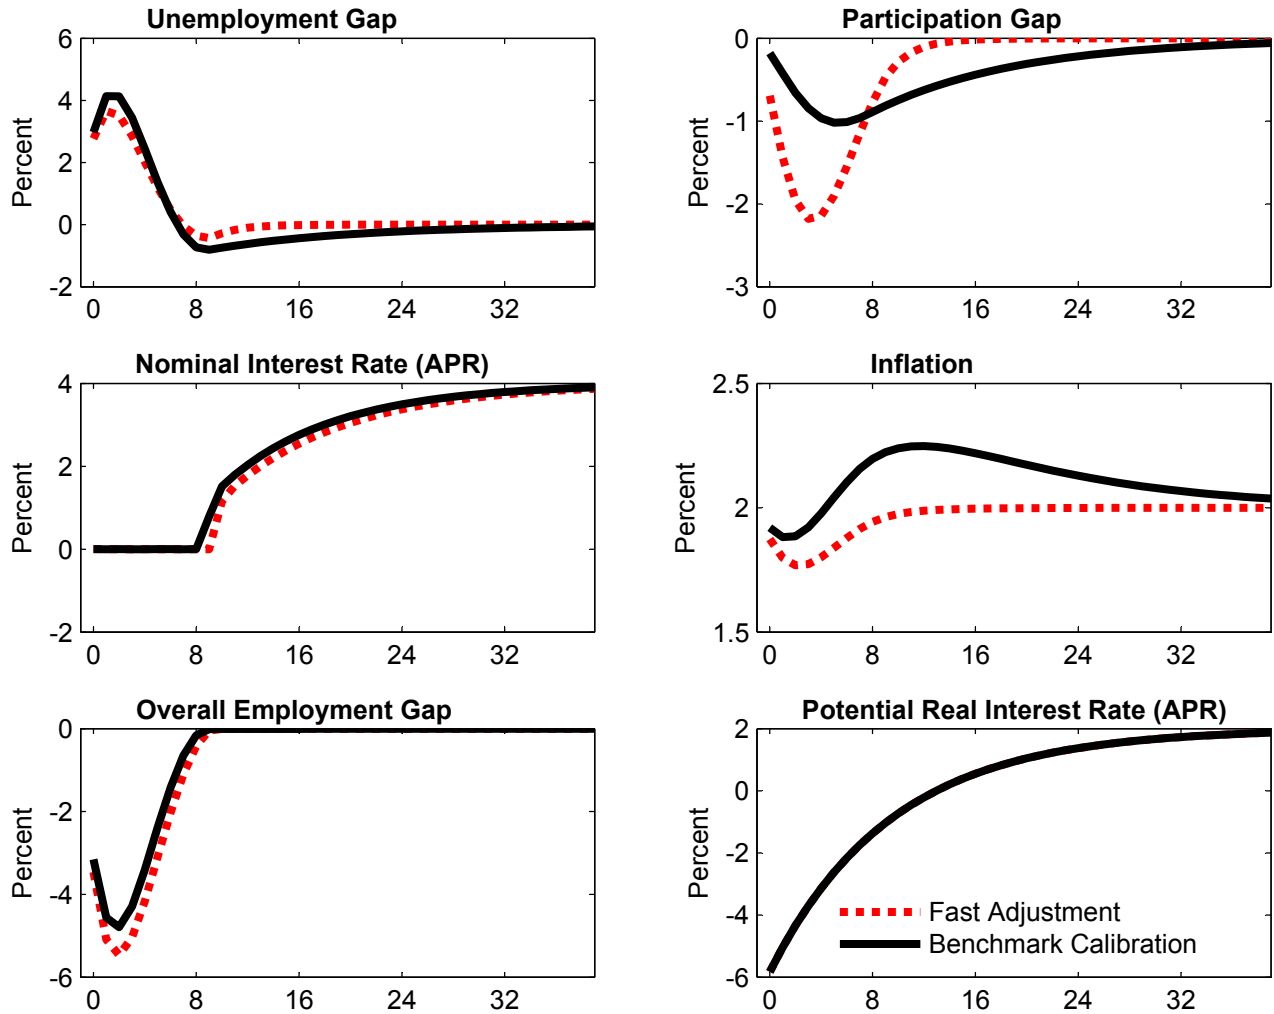 Unemployment Gap
Percent
6
4
2
0
-2
0 8 16 24 32
Participation Gap
Percent
0
-1
-2
-3
0 8 16 24 32
Nominal Interest Rate (APR)
Percent
4
2
0
-2
0 8 16 24 32
Inflation
Percent
2.5
2
1.5
0 8 16 24 32
Overall Employment Gap
Percent
0
-2
-4
-6
0 8 16 24 32
Potential Real Interest Rate (APR)
Percent
2
0
-2
-4
-6
0 8 16 24 32
Fast Adjustment
Benchmark Calibration